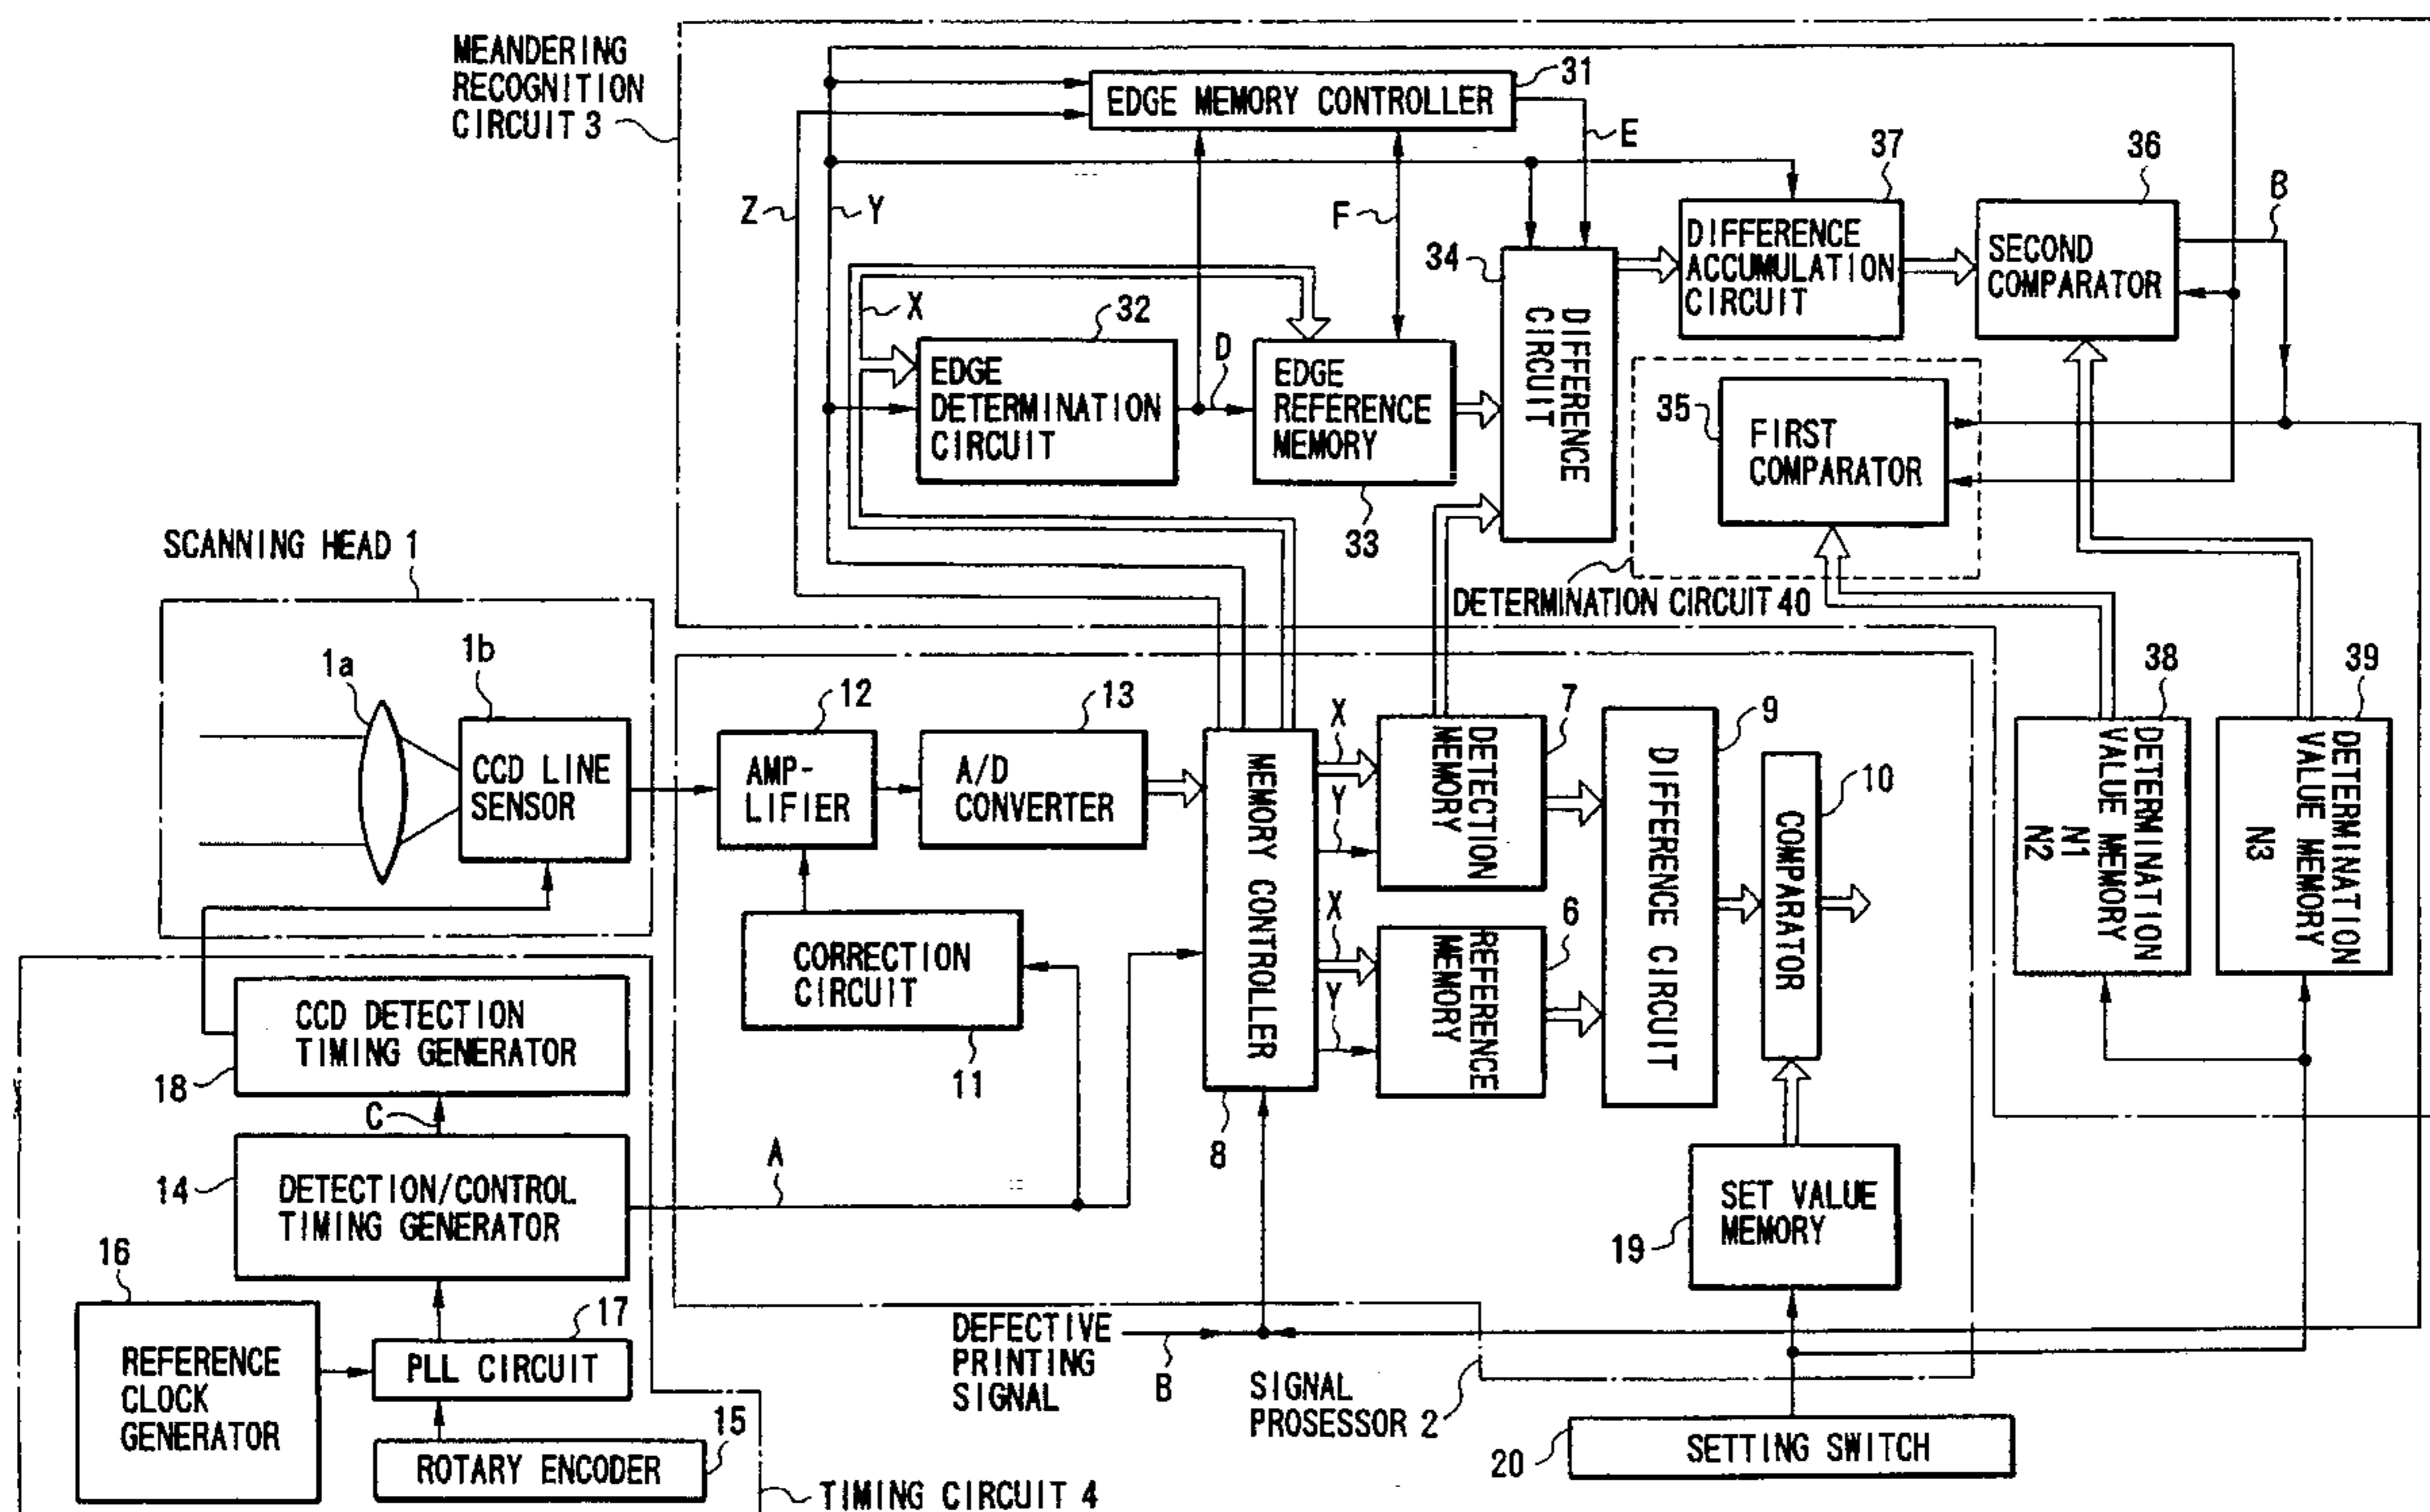 MEANDERING
RECOGNITION
CIRCUIT 3
31
EDGE MEMORY CONTROLLER
E
37
36
B
Z
Y
F
34
DIFFERENCE
ACCUMULATION
CIRCUIT
SECOND
COMPARATOR
X
32
D
DIFFERENCE
CIRCUIT
EDGE
DETERMINATION
CIRCUIT
EDGE
REFERENCE
MEMORY
33
35
FIRST
COMPARATOR
SCANNING HEAD 1
DETERMINATION CIRCUIT 40
1a
1b
12
13
7
9
38
39
CCD LINE
SENSOR
AMP-
LIFIER
A/D
CONVERTER
MEMORY CONTROLLER
X
Y
DETECTION
MEMORY
DIFFERENCE CIRCUIT
10
COMPARATOR
DETERMINATION
VALUE MEMORY
N1
N2
DETERMINATION
VALUE MEMORY
N3
X
Y
6
REFERENCE
MEMORY
CORRECTION
CIRCUIT
11
CCD DETECTION
TIMING GENERATOR
18
C
8
14
DETECTION/CONTROL
TIMING GENERATOR
A
SET VALUE
MEMORY
19
16
REFERENCE
CLOCK
GENERATOR
17
PLL CIRCUIT
DEFECTIVE
PRINTING
SIGNAL
B
SIGNAL
PROSESSOR 2
15
ROTARY ENCODER
20
SETTING SWITCH
TIMING CIRCUIT 4